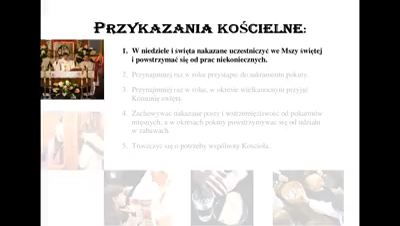 PRZYKAZANIA KOŚCIELNE:
1. W niedziele i święta nakazane uczestniczyć we Mszy świętej
i powstrzymać się od prac niekoniecznych.
2. Przynajmniej raz w roku przystąpić do sakramentu pokuty.
3. Przynajmniej raz w roku, w okresie wielkanocnym przyjąć
Komunię świętą.
4. Zachowywać nakazane posty i wstrzemięźliwość od pokarmów
mięsnych, a w okresach pokuty powstrzymywać się od udziału
w zabawach.
5. Troszczyć się o potrzeby wspólnoty Kościoła.